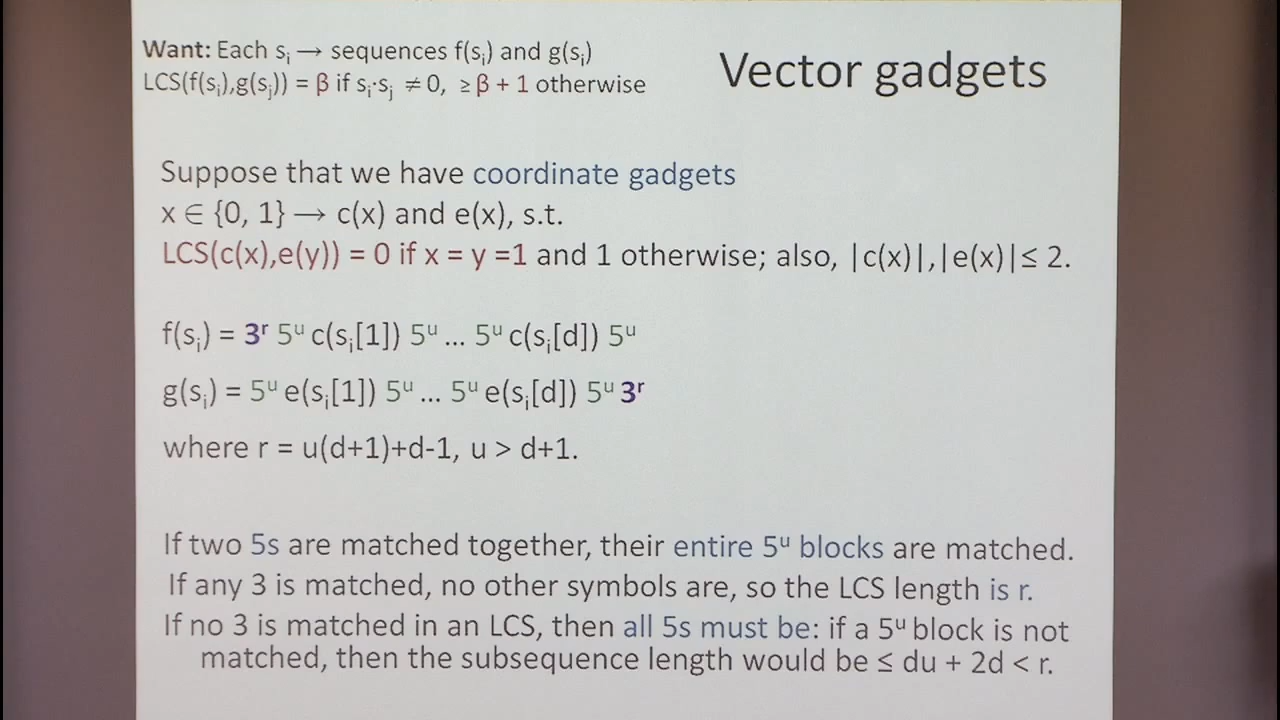 Want: Each sᵢ → sequences f(sᵢ) and g(sᵢ)
LCS(f(sᵢ),g(sⱼ)) = β if sᵢ·sⱼ ≠ 0, ≥ β + 1 otherwise
Vector gadgets
Suppose that we have coordinate gadgets
x ∈ {0, 1} → c(x) and e(x), s.t.
LCS(c(x),e(y)) = 0 if x = y =1 and 1 otherwise; also, |c(x)|,|e(x)|≤ 2.
f(sᵢ) = 3ʳ 5ᵘ c(sᵢ[1]) 5ᵘ ... 5ᵘ c(sᵢ[d]) 5ᵘ
g(sᵢ) = 5ᵘ e(sᵢ[1]) 5ᵘ ... 5ᵘ e(sᵢ[d]) 5ᵘ 3ʳ
where r = u(d+1)+d-1, u > d+1.
If two 5s are matched together, their entire 5ᵘ blocks are matched.
If any 3 is matched, no other symbols are, so the LCS length is r.
If no 3 is matched in an LCS, then all 5s must be: if a 5ᵘ block is not
matched, then the subsequence length would be ≤ du + 2d < r.